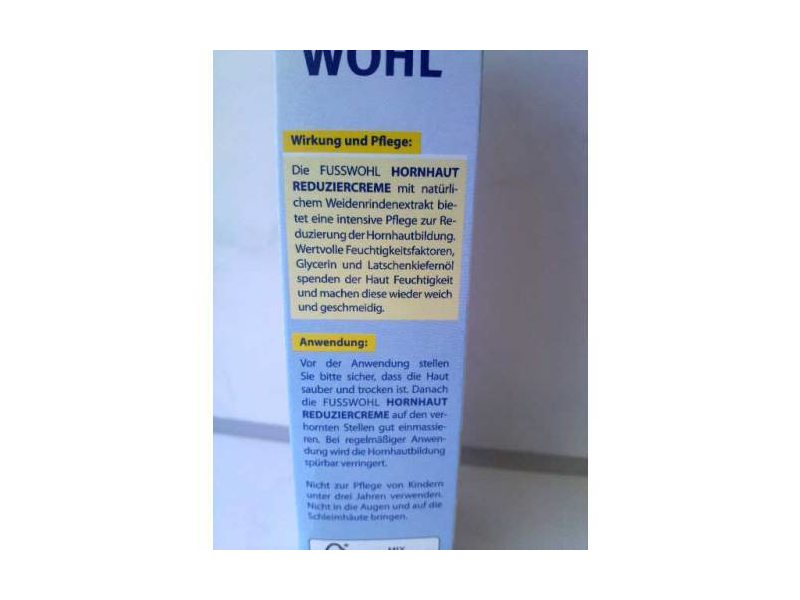 WOHL
Wirkung und Pflege:
Die FUSSWOHL HORNHAUT
REDUZIERCREME mit natürli-
chem Weidenrindenextrakt bie-
tet eine intensive Pflege zur Re-
duzierung der Hornhautbildung.
Wertvolle Feuchtigkeitsfaktoren,
Glycerin und Latschenkiefernöl
spenden der Haut Feuchtigkeit
und machen diese wieder weich
und geschmeidig.
Anwendung:
Vor der Anwendung stellen
Sie bitte sicher, dass die Haut
sauber und trocken ist. Danach
die FUSSWOHL HORNHAUT
REDUZIERCREME auf den ver-
hornten Stellen gut einmassie-
ren. Bei regelmäßiger Anwen-
dung wird die Hornhautbildung
spürbar verringert.
Nicht zur Pflege von Kindern
unter drei Jahren verwenden.
Nicht in die Augen und auf die
Schleimhäute bringen.
MIX